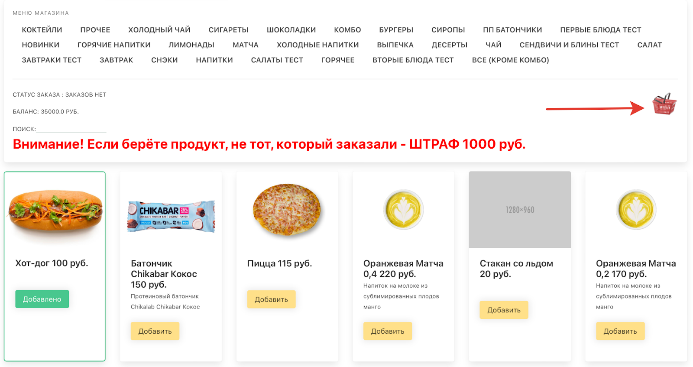 МЕНЮ МАГАЗИНА
КОКТЕЙЛИ ПРОЧЕЕ ХОЛОДНЫЙ ЧАЙ СИГАРЕТЫ ШОКОЛАДКИ КОМБО БУРГЕРЫ СИРОПЫ ПП БАТОНЧИКИ ПЕРВЫЕ БЛЮДА ТЕСТ
НОВИНКИ ГОРЯЧИЕ НАПИТКИ ЛИМОНАДЫ МАТЧА ХОЛОДНЫЕ НАПИТКИ ВЫПЕЧКА ДЕСЕРТЫ ЧАЙ СЕНДВИЧИ И БЛИНЫ ТЕСТ САЛАТ
ЗАВТРАКИ ТЕСТ ЗАВТРАК СНЭКИ НАПИТКИ САЛАТЫ ТЕСТ ГОРЯЧЕЕ ВТОРЫЕ БЛЮДА ТЕСТ ВСЕ (КРОМЕ КОМБО)
СТАТУС ЗАКАЗА : ЗАКАЗОВ НЕТ
БАЛАНС: 35000.0 РУБ.
ПОИСК:
Внимание! Если берёте продукт, не тот, который заказали - ШТРАФ 1000 руб.
CHIKABAR
1280×960
Хот-дог 100 руб.
Добавлено
Батончик
Chikabar Кокос
150 руб.
Протеиновый батончик
Chikalab Chikabar Кокос
Добавить
Пицца 115 руб.
Добавить
Оранжевая Матча
0,4 220 руб.
Напиток на молоке из
сублимированных плодов
манго
Добавить
Стакан со льдом
20 руб.
Добавить
Оранжевая Матча
0,2 170 руб.
Напиток на молоке из
сублимированных плодов
манго
Добавить